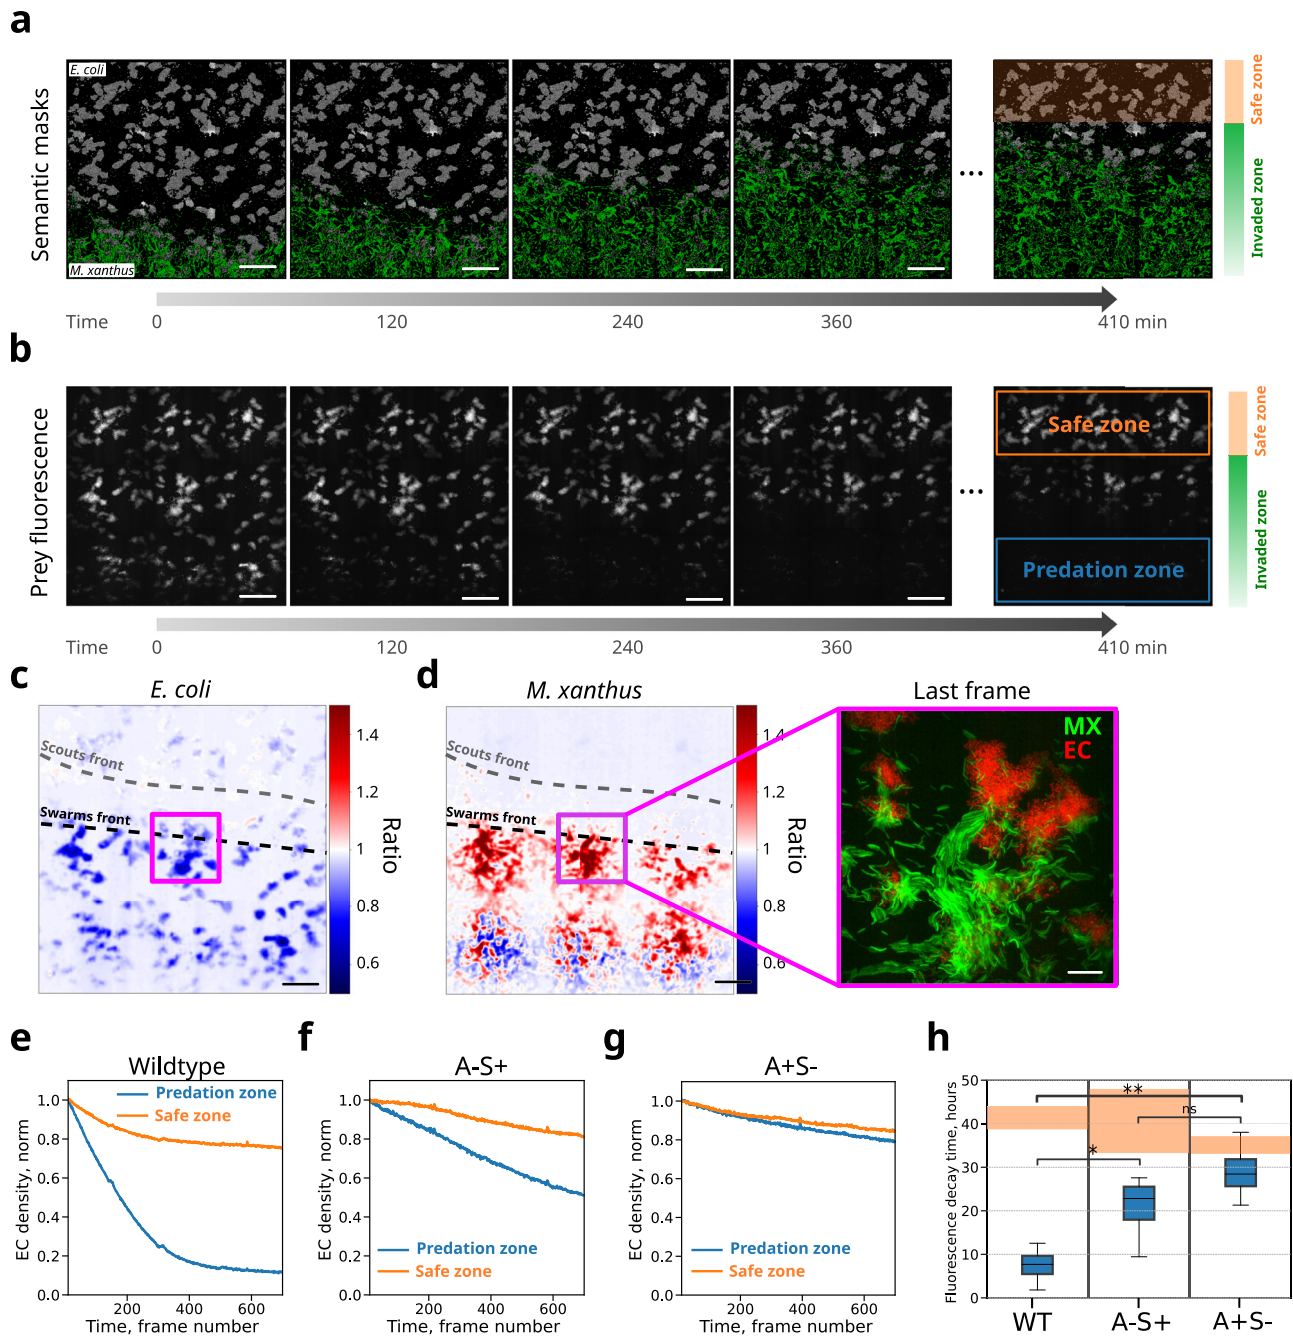 a
Semantic masks
E. coli
M. xanthus
...
Safe zone
Invaded zone
Time 0 120 240 360 410 min
b
Prey fluorescence
...
Safe zone
Predation zone
Safe zone
Invaded zone
Time 0 120 240 360 410 min
c
E. coli
Scouts front
Swarms front
1.4
1.2
1
0.8
0.6
Ratio
d
M. xanthus
Scouts front
Swarms front
1.4
1.2
1
0.8
0.6
Ratio
Last frame
MX
EC
e
Wildtype
EC density, norm
1.0
0.8
0.6
0.4
0.2
0.0
Predation zone
Safe zone
200 400 600
Time, frame number
f
A-S+
EC density, norm
1.0
0.8
0.6
0.4
0.2
0.0
Predation zone
Safe zone
200 400 600
Time, frame number
g
A+S-
EC density, norm
1.0
0.8
0.6
0.4
0.2
0.0
Predation zone
Safe zone
200 400 600
Time, frame number
h
Fluorescence decay time, hours
50
40
30
20
10
0
**
ns
*
WT A-S+ A+S-